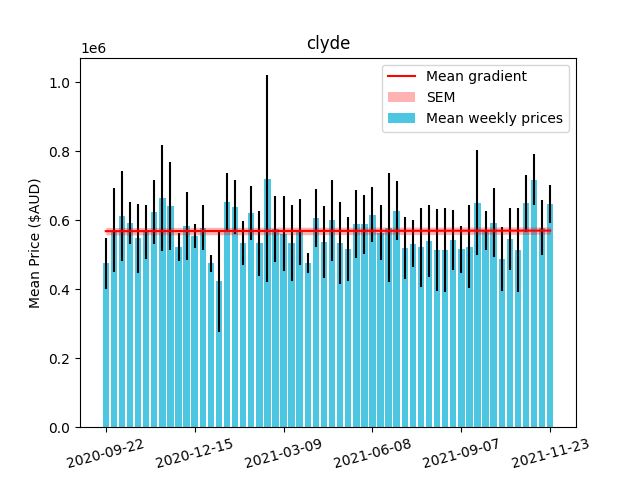 clyde
1e6
Mean gradient
SEM
Mean weekly prices
Mean Price ($AUD)
1.0
0.8
0.6
0.4
0.2
0.0
2020-09-22
2020-12-15
2021-03-09
2021-06-08
2021-09-07
2021-11-23